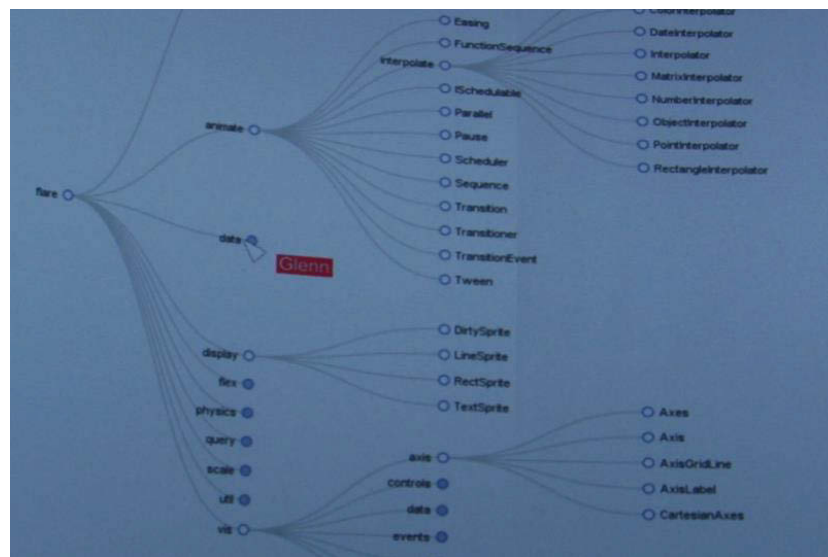 Easing
FunctionSequence
interpolate
ISchedulable
Parallel
Pause
Scheduler
Sequence
Transition
Transitioner
TransitionEvent
Tween
ColorInterpolator
DateInterpolator
Interpolator
MatrixInterpolator
NumberInterpolator
ObjectInterpolator
PointInterpolator
RectangleInterpolator
animate
flare
data
Glenn
display
DirtySprite
LineSprite
RectSprite
TextSprite
flex
physics
query
scale
util
vis
axis
controls
data
events
Axes
Axis
AxisGridLine
AxisLabel
CartesianAxes